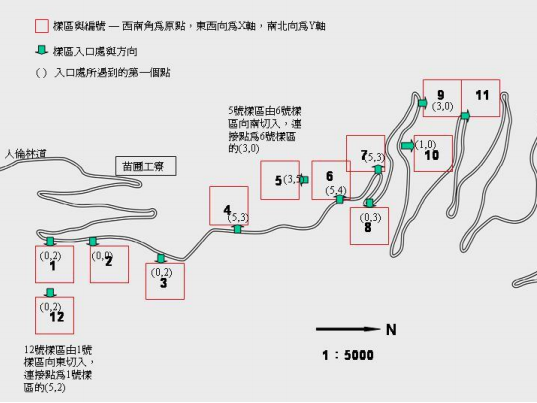 樣區與編號 — 西南角為原點，東西向為X軸，南北向為Y軸
樣區入口處與方向
( ) 入口處所遇到的第一個點
5號樣區由6號樣
區向南切入，連
接點為6號樣區
的(3,0)
9
11
(3,0)
人倫林道
苗圃工寮
7
(5,3)
(1,0)
10
5
(3,5)
6
(5,4)
4
(5,3)
(0,3)
8
(0,2)
1
(0,0)
2
(0,2)
3
(0,2)
12
N
1：5000
12號樣區由1號
樣區向東切入，
連接點為1號樣
區的(5,2)